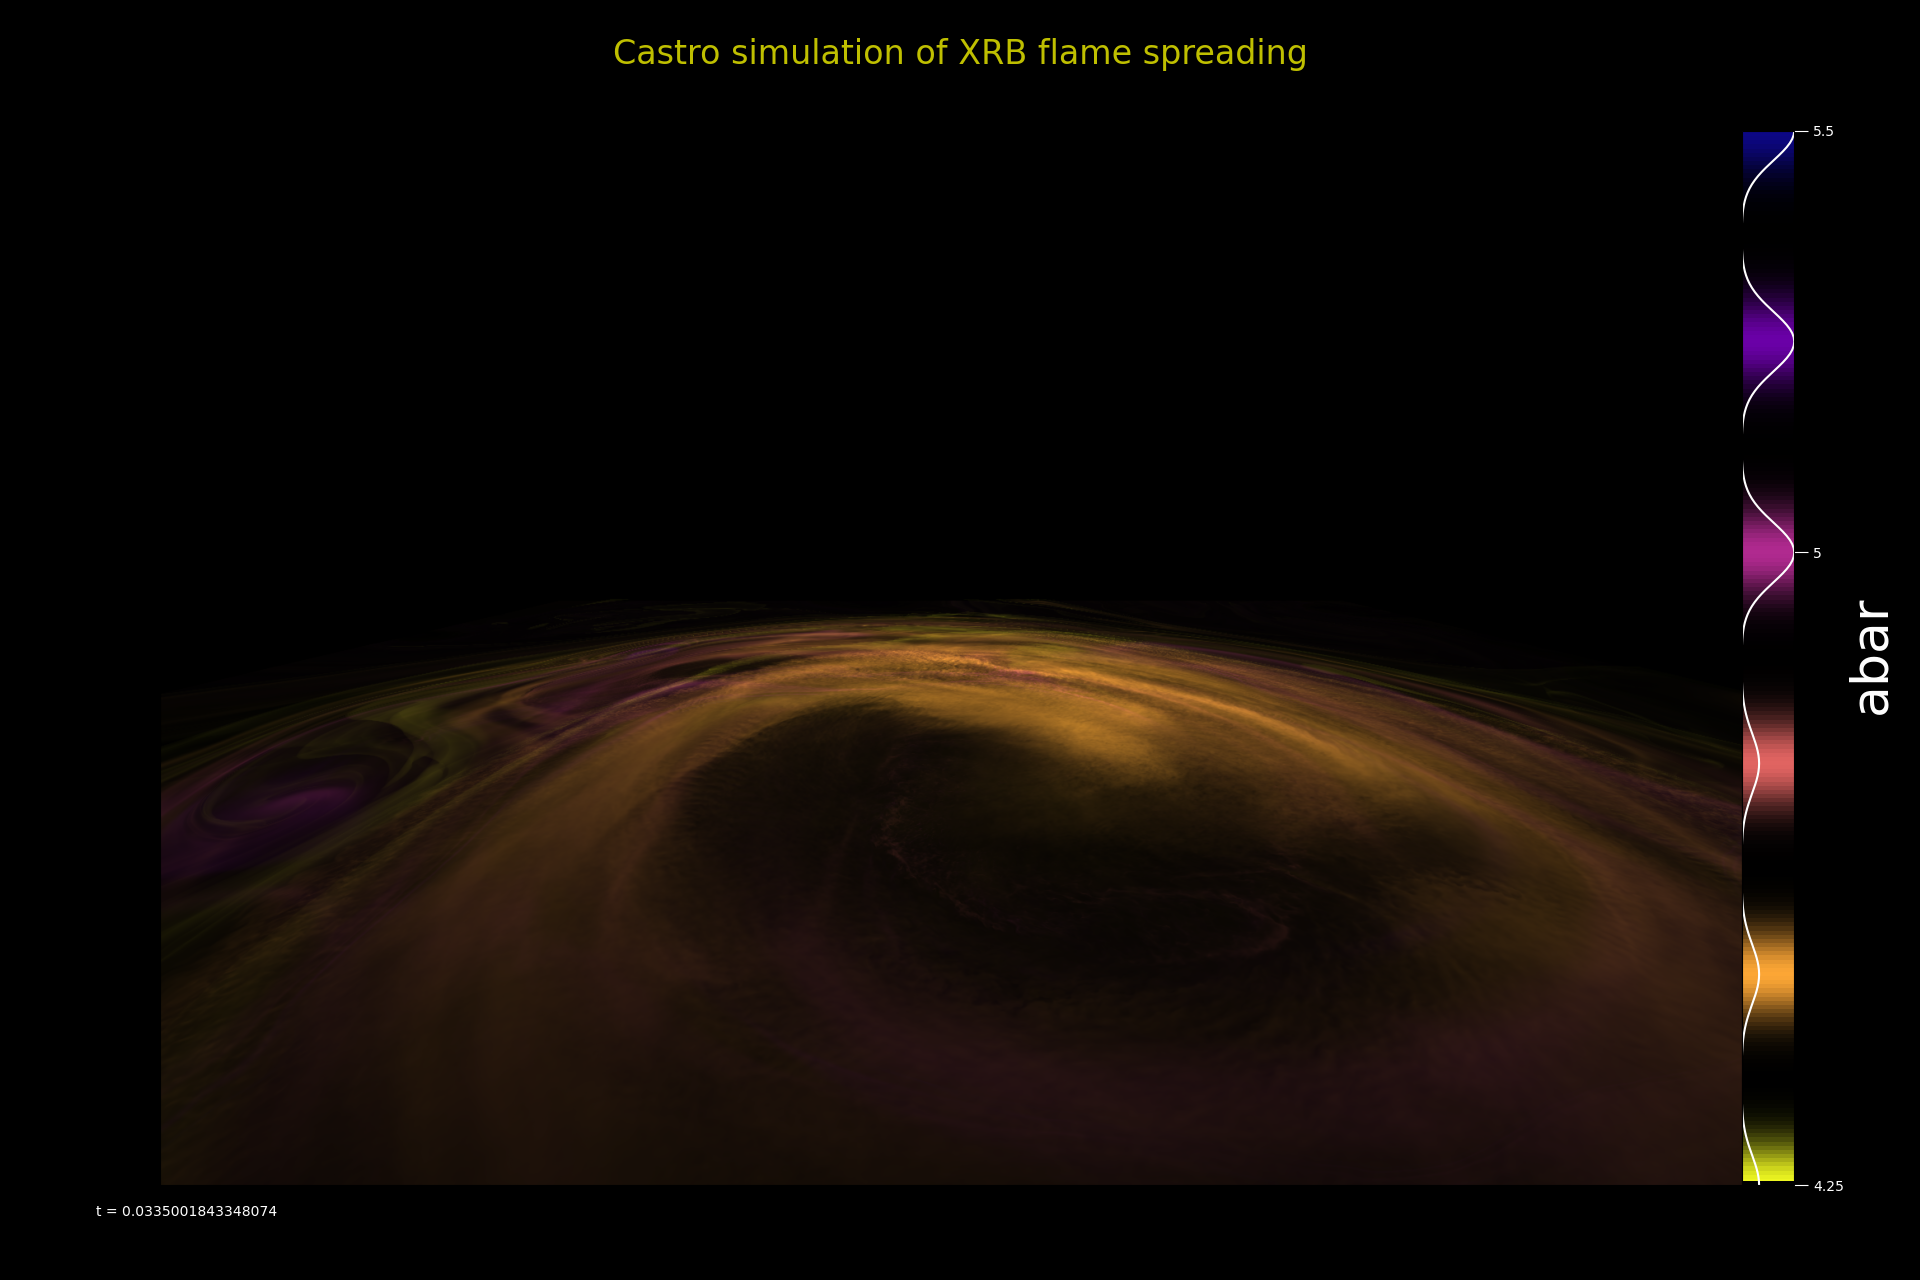 Castro simulation of XRB flame spreading
5.5
5
abar
4.25
t = 0.0335001843348074